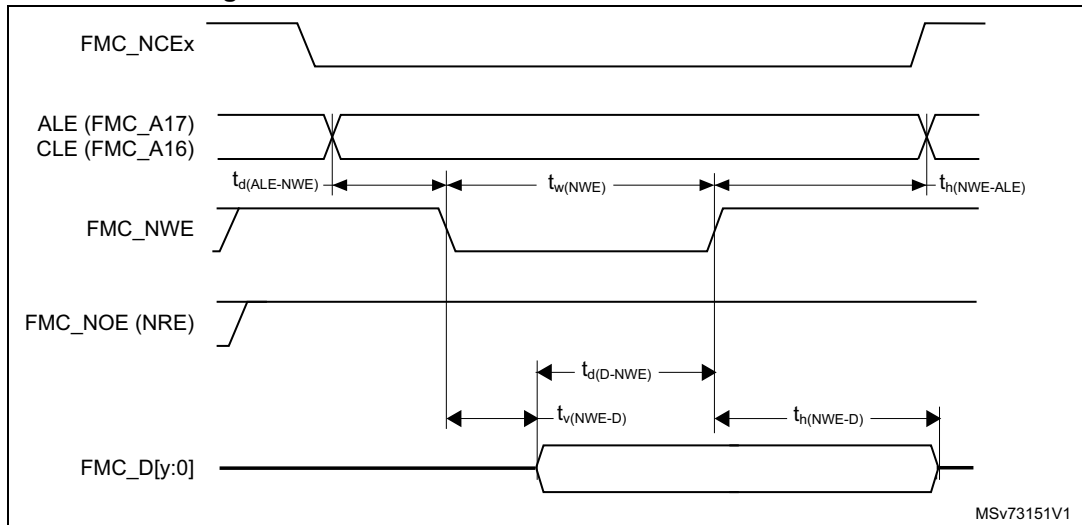 FMC_NCEx
ALE (FMC_A17)
CLE (FMC_A16)
td(ALE-NWE)
tw(NWE)
th(NWE-ALE)
FMC_NWE
FMC_NOE (NRE)
td(D-NWE)
tv(NWE-D)
th(NWE-D)
FMC_D[y:0]
MSv73151V1